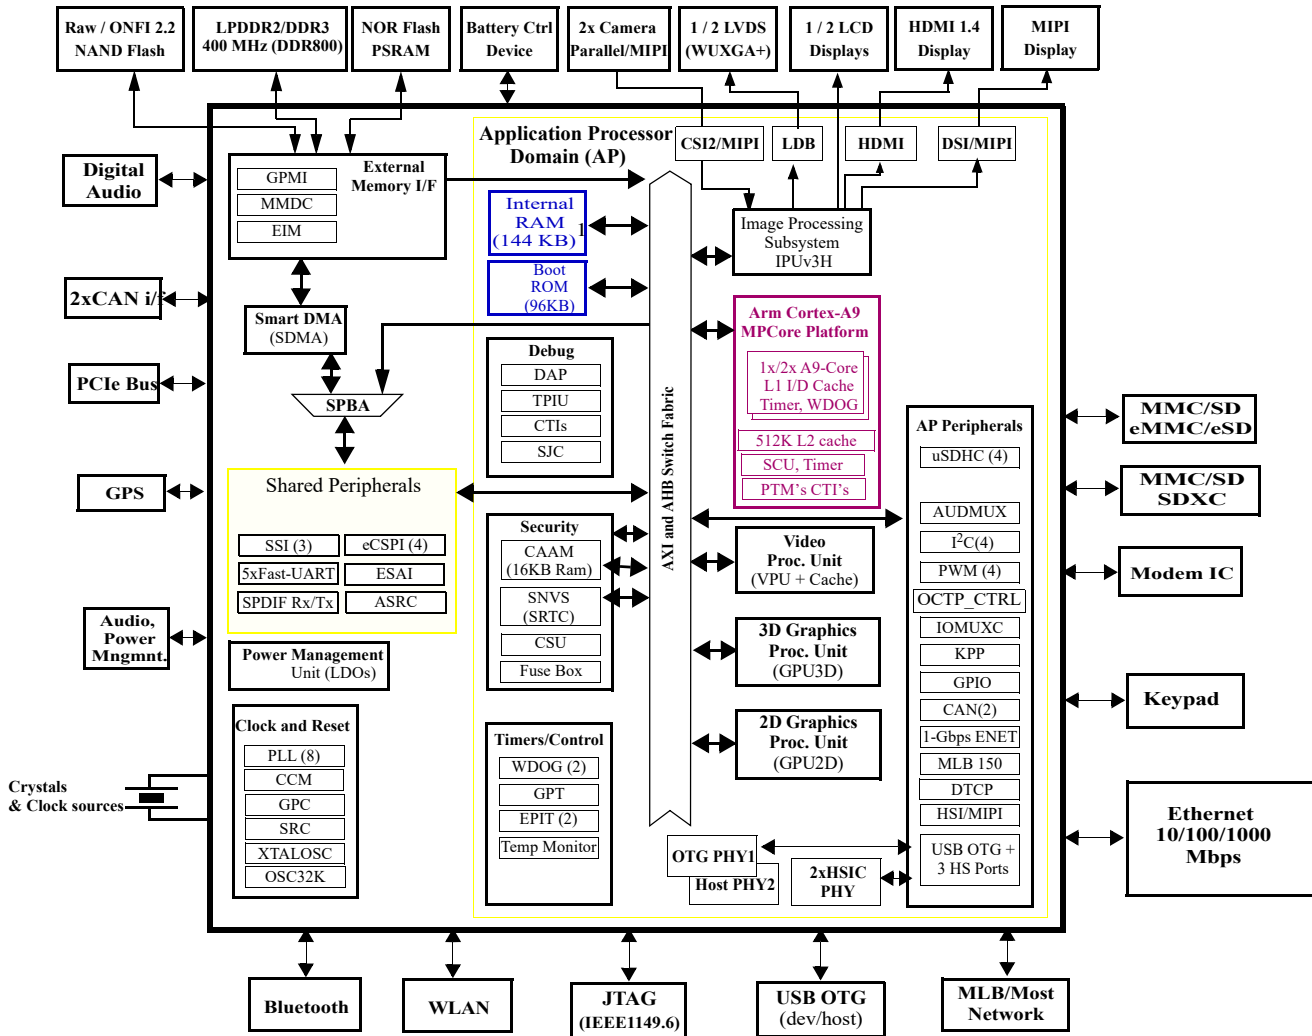 Raw / ONFI 2.2
NAND Flash
LPDDR2/DDR3
400 MHz (DDR800)
NOR Flash
PSRAM
Battery Ctrl
Device
2x Camera
Parallel/MIPI
1 / 2 LVDS
(WUXGA+)
1 / 2 LCD
Displays
HDMI 1.4
Display
MIPI
Display
Application Processor
Domain (AP)
CSI2/MIPI
LDB
HDMI
DSI/MIPI
External
Memory I/F
GPMI
MMDC
EIM
Digital
Audio
2xCAN i/f
PCIe Bus
GPS
Audio,
Power
Mngmnt.
Crystals
& Clock sources
Internal
RAM
(144 KB)
1
Boot
ROM
(96KB)
Image Processing
Subsystem
IPUv3H
Smart DMA
(SDMA)
SPBA
Debug
DAP
TPIU
CTIs
SJC
Arm Cortex-A9
MPCore Platform
1x/2x A9-Core
L1 I/D Cache
Timer, WDOG
512K L2 cache
SCU, Timer
PTM’s CTI’s
AXI and AHB Switch Fabric
Shared Peripherals
SSI (3)
eCSPI (4)
5xFast-UART
ESAI
SPDIF Rx/Tx
ASRC
Security
CAAM
(16KB Ram)
SNVS
(SRTC)
CSU
Fuse Box
Video
Proc. Unit
(VPU + Cache)
3D Graphics
Proc. Unit
(GPU3D)
2D Graphics
Proc. Unit
(GPU2D)
Power Management
Unit (LDOs)
Clock and Reset
PLL (8)
CCM
GPC
SRC
XTALOSC
OSC32K
Timers/Control
WDOG (2)
GPT
EPIT (2)
Temp Monitor
AP Peripherals
uSDHC (4)
AUDMUX
I2C(4)
PWM (4)
OCTP_CTRL
IOMUXC
KPP
GPIO
CAN(2)
1-Gbps ENET
MLB 150
DTCP
HSI/MIPI
USB OTG +
3 HS Ports
OTG PHY1
Host PHY2
2xHSIC
PHY
MMC/SD
eMMC/eSD
MMC/SD
SDXC
Modem IC
Keypad
Ethernet
10/100/1000
Mbps
Bluetooth
WLAN
JTAG
(IEEE1149.6)
USB OTG
(dev/host)
MLB/Most
Network